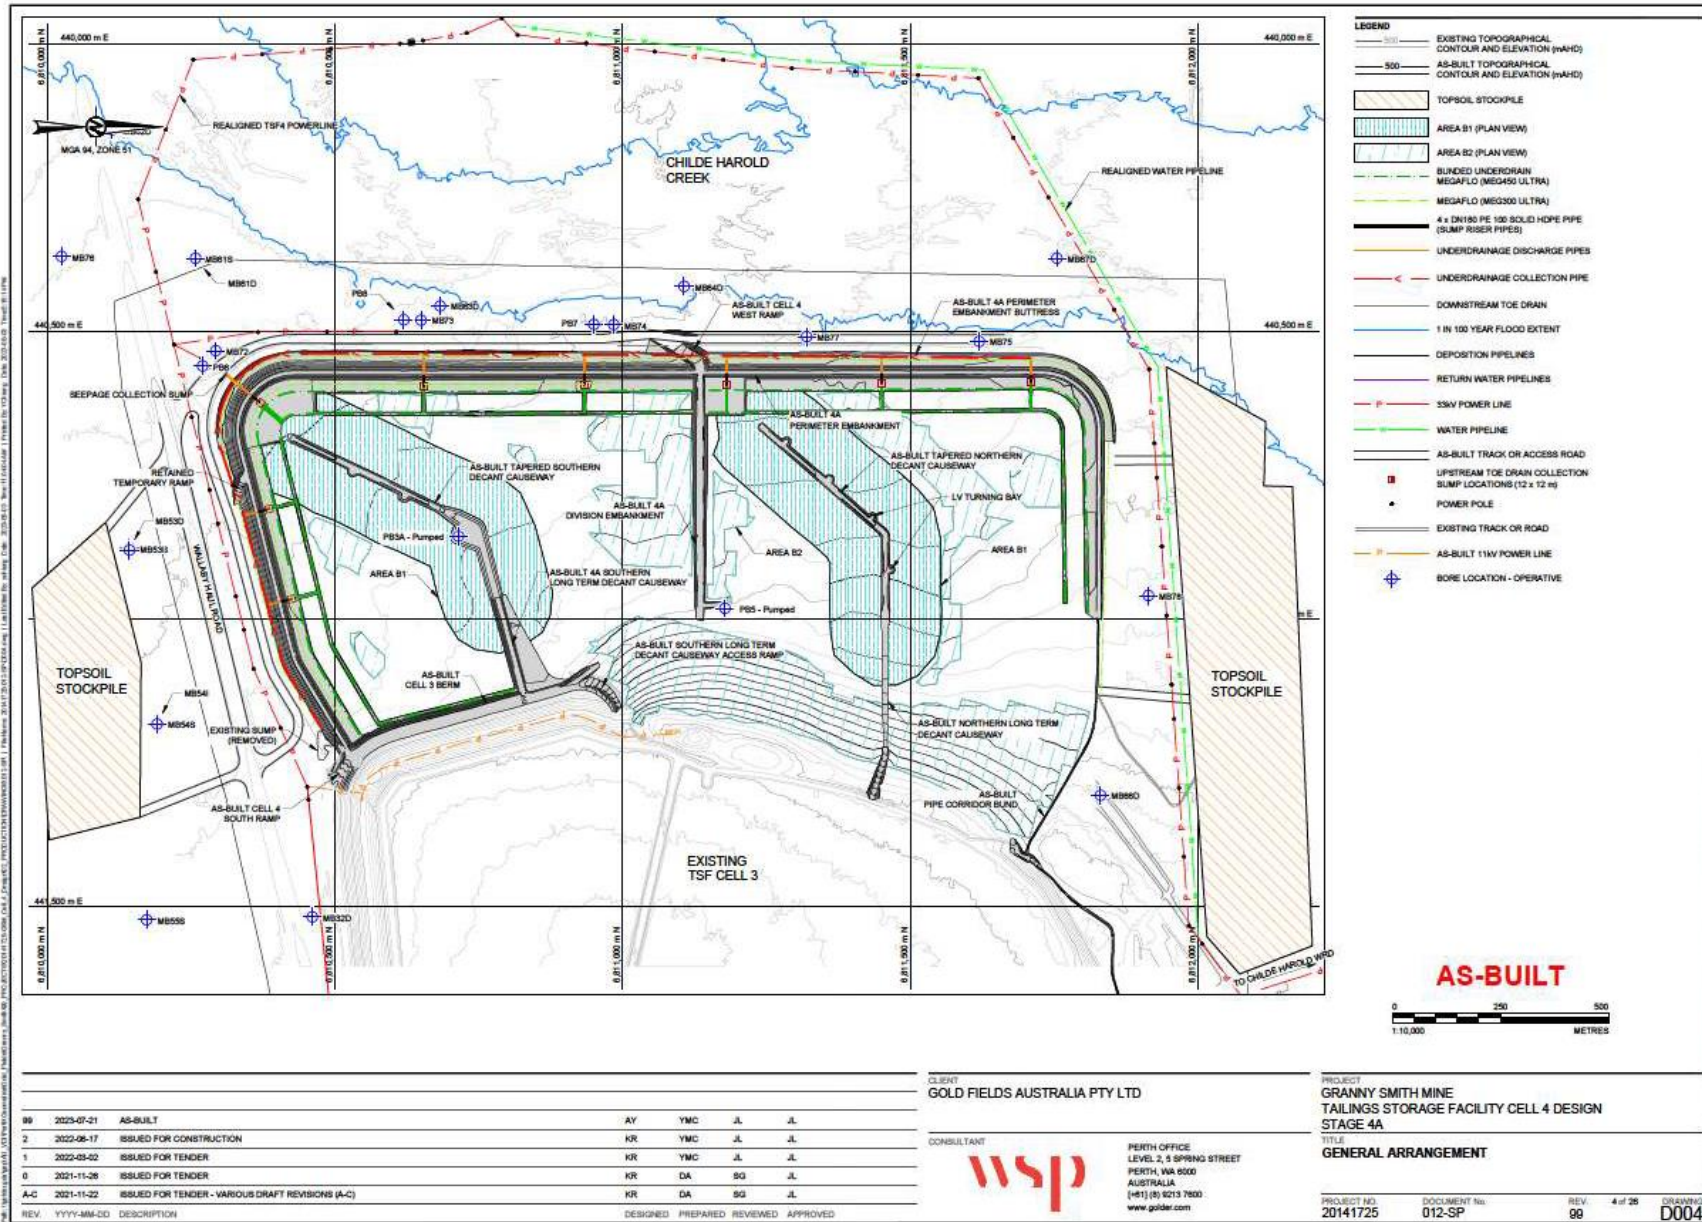 440,000 m E
6,810,000 m N
6,810,500 m N
6,811,000 m N
6,811,500 m N
6,812,000 m N
440,000 m E
REALIGNED TSF4 POWERLINE
MGA 94, ZONE 51
CHILDE HAROLD
CREEK
REALIGNED WATER PIPELINE
MB76
MB61S
MB61D
MB64D
MB67D
PB8
MB73
PB7
MB74
AS-BUILT CELL 4
WEST RAMP
AS-BUILT 4A PERIMETER
EMBANKMENT BUTTRESS
440,500 m E
440,500 m E
MB77
MB75
MB72
PB6
SEEPAGE COLLECTION SUMP
AS-BUILT 4A
PERIMETER EMBANKMENT
AS-BUILT TAPERED SOUTHERN
DECANT CAUSEWAY
AS-BUILT TAPERED NORTHERN
DECANT CAUSEWAY
RETAINED
TEMPORARY RAMP
LV TURNING BAY
AS-BUILT 4A
DIVISION EMBANKMENT
MB53D
PB3A - Pumped
AREA B2
AREA B1
WALLABY HAUL ROAD
AREA B1
AS-BUILT 4A SOUTHERN
LONG TERM DECANT CAUSEWAY
MB78
PB5 - Pumped
m E
AS-BUILT SOUTHERN LONG TERM
DECANT CAUSEWAY ACCESS RAMP
TOPSOIL
STOCKPILE
AS-BUILT
CELL 3 BERM
TOPSOIL
STOCKPILE
MB54I
MB54S
EXISTING SUMP
(REMOVED)
AS-BUILT NORTHERN LONG TERM
DECANT CAUSEWAY
AS-BUILT CELL 4
SOUTH RAMP
AS-BUILT
PIPE CORRIDOR BUND
EXISTING
TSF CELL 3
441,500 m E
MB55S
MB32D
6,810,000 m N
6,810,500 m N
6,811,000 m N
6,811,500 m N
6,812,000 m N
TO CHILDE HAROLD WRD
LEGEND
500 EXISTING TOPOGRAPHICAL
CONTOUR AND ELEVATION (mAHD)
500 AS-BUILT TOPOGRAPHICAL
CONTOUR AND ELEVATION (mAHD)
TOPSOIL STOCKPILE
AREA B1 (PLAN VIEW)
AREA B2 (PLAN VIEW)
BUNDED UNDERDRAIN
MEGAFLO (MEG450 ULTRA)
MEGAFLO (MEG300 ULTRA)
4 x DN160 PE 100 SOLID HDPE PIPE
(SUMP RISER PIPES)
UNDERDRAINAGE DISCHARGE PIPES
UNDERDRAINAGE COLLECTION PIPE
DOWNSTREAM TOE DRAIN
1 IN 100 YEAR FLOOD EXTENT
DEPOSITION PIPELINES
RETURN WATER PIPELINES
P 33kV POWER LINE
WATER PIPELINE
AS-BUILT TRACK OR ACCESS ROAD
UPSTREAM TOE DRAIN COLLECTION
SUMP LOCATIONS (12 x 12 m)
POWER POLE
EXISTING TRACK OR ROAD
P AS-BUILT 11kV POWER LINE
BORE LOCATION - OPERATIVE
AS-BUILT
0 250 500
1:10,000 METRES
99 2023-07-21 AS-BUILT AY YMC JL JL
2 2022-06-17 ISSUED FOR CONSTRUCTION KR YMC JL JL
1 2022-03-02 ISSUED FOR TENDER KR YMC JL JL
0 2021-11-26 ISSUED FOR TENDER KR DA SG JL
A-C 2021-11-22 ISSUED FOR TENDER - VARIOUS DRAFT REVISIONS (A-C) KR DA SG JL
REV. YYYY-MM-DD DESCRIPTION DESIGNED PREPARED REVIEWED APPROVED
CLIENT
GOLD FIELDS AUSTRALIA PTY LTD
CONSULTANT
wsp
PERTH OFFICE
LEVEL 2, 5 SPRING STREET
PERTH, WA 6000
AUSTRALIA
[+61] (8) 9213 7600
www.golder.com
PROJECT
GRANNY SMITH MINE
TAILINGS STORAGE FACILITY CELL 4 DESIGN
STAGE 4A
TITLE
GENERAL ARRANGEMENT
PROJECT NO. DOCUMENT No. REV. 4 of 26 DRAWING
20141725 012-SP 99 D004